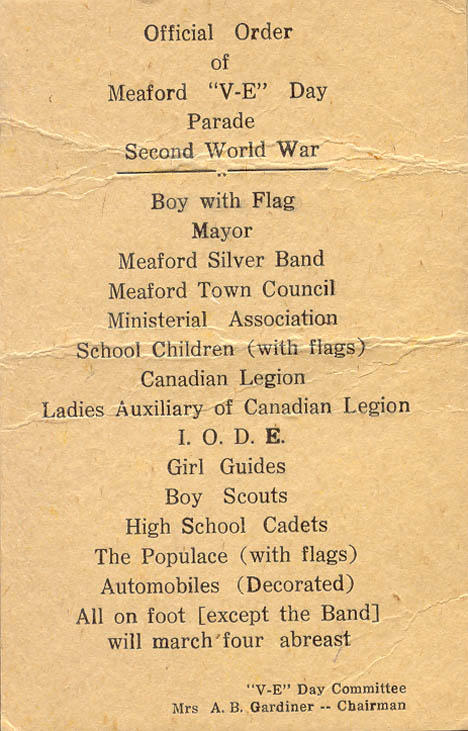 Official Order
of
Meaford "V-E" Day
Parade
Second World War
Boy with Flag
Mayor
Meaford Silver Band
Meaford Town Council
Ministerial Association
School Children (with flags)
Canadian Legion
Ladies Auxiliary of Canadian Legion
I. O. D. E.
Girl Guides
Boy Scouts
High School Cadets
The Populace (with flags)
Automobiles (Decorated)
All on foot [except the Band]
will march four abreast
"V-E" Day Committee
Mrs A. B. Gardiner -- Chairman